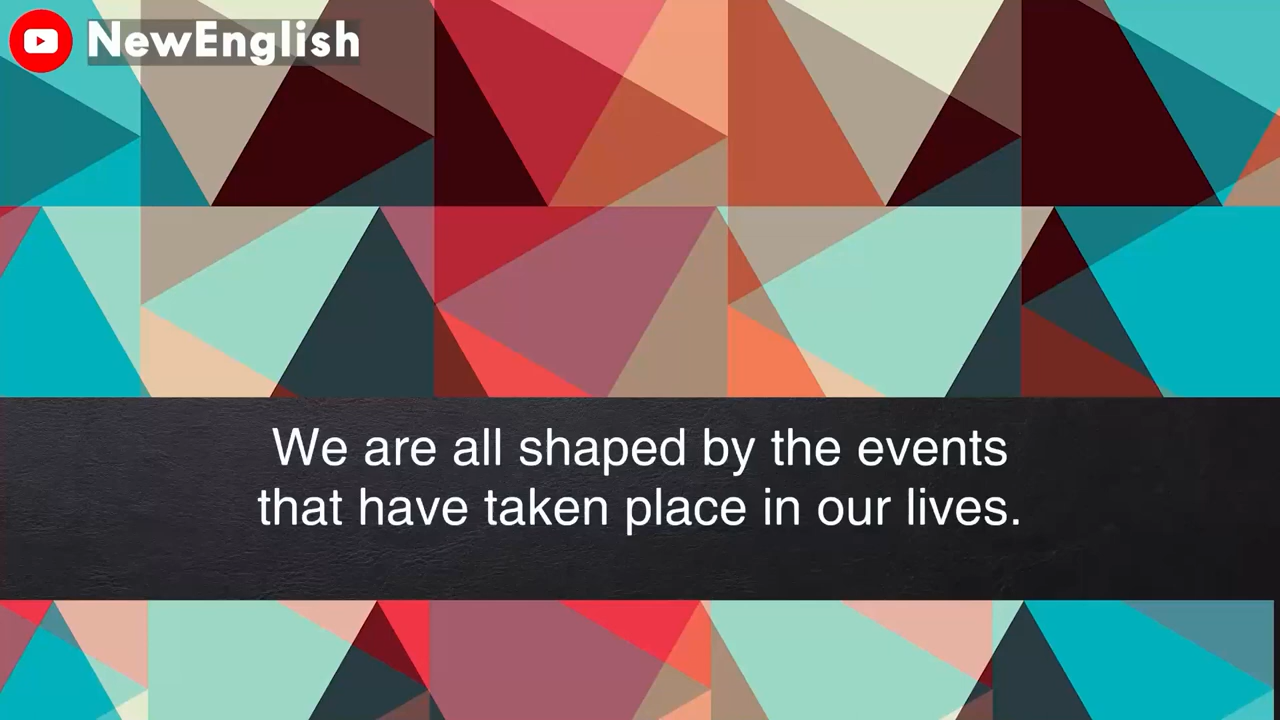 NewEnglish
We are all shaped by the events
that have taken place in our lives.